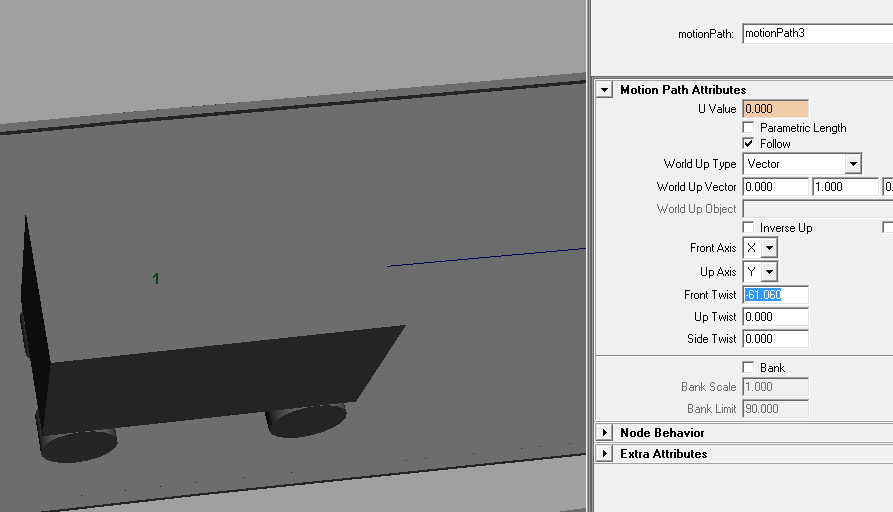 motionPath: motionPath3
Motion Path Attributes
U Value 0.000
Parametric Length
Follow
World Up Type Vector
World Up Vector 0.000 1.000 0.
World Up Object
Inverse Up
Front Axis X
Up Axis Y
Front Twist -61.060
Up Twist 0.000
Side Twist 0.000
Bank
Bank Scale 1.000
Bank Limit 90.000
Node Behavior
Extra Attributes
1